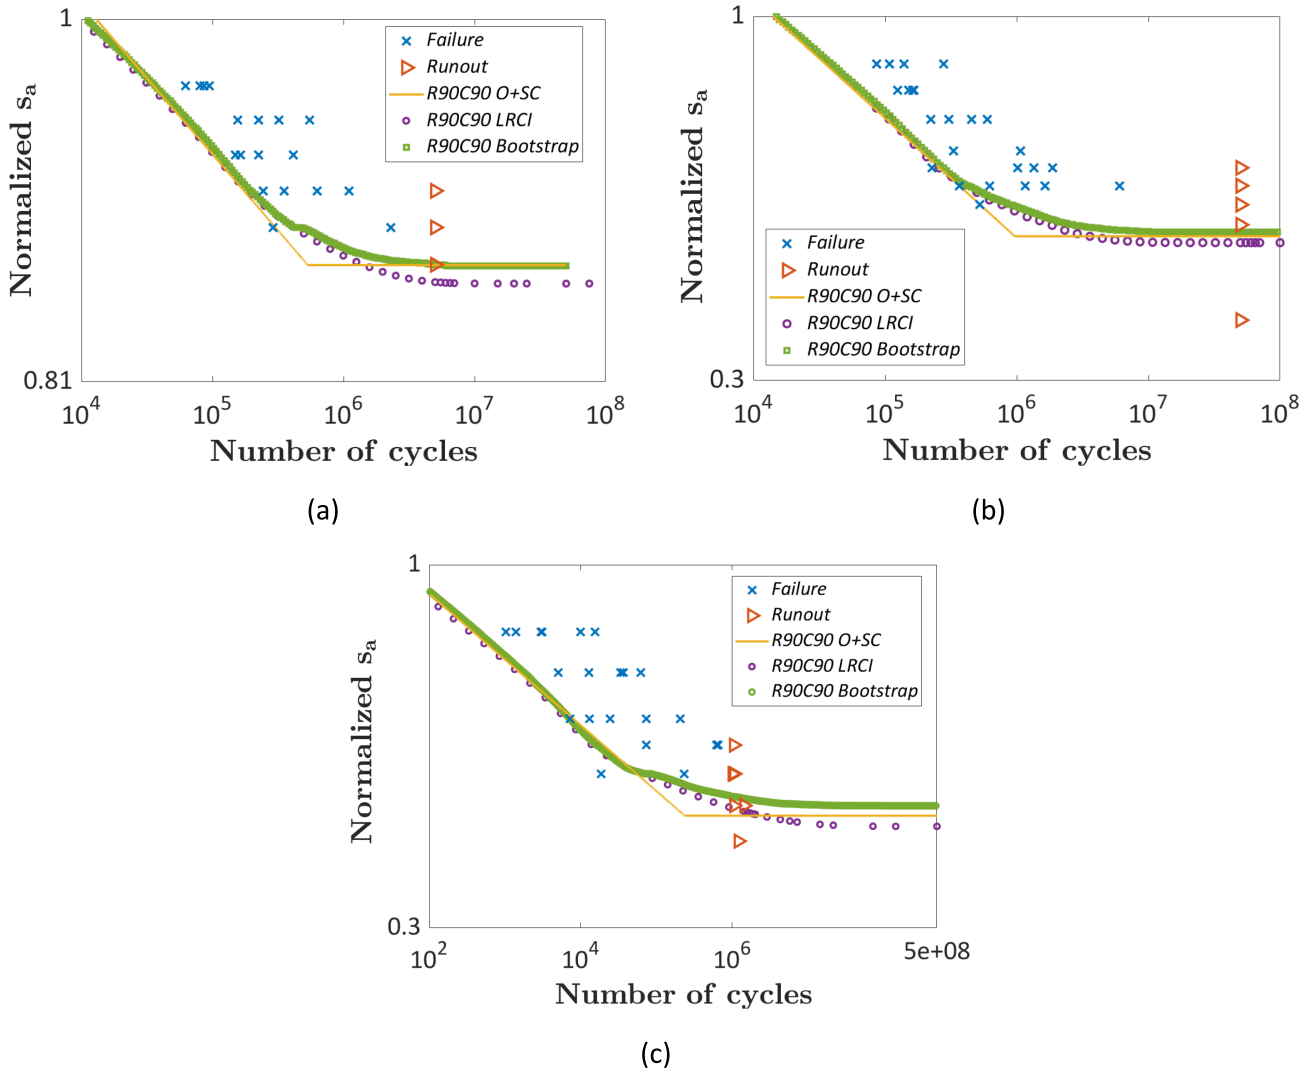 1
Normalized sa
0.81
Failure
Runout
R90C90 O+SC
R90C90 LRCI
R90C90 Bootstrap
10^4 10^5 10^6 10^7 10^8
Number of cycles
(a)
1
Normalized sa
0.3
Failure
Runout
R90C90 O+SC
R90C90 LRCI
R90C90 Bootstrap
10^4 10^5 10^6 10^7 10^8
Number of cycles
(b)
1
Normalized sa
0.3
Failure
Runout
R90C90 O+SC
R90C90 LRCI
R90C90 Bootstrap
10^2 10^4 10^6 5e+08
Number of cycles
(c)